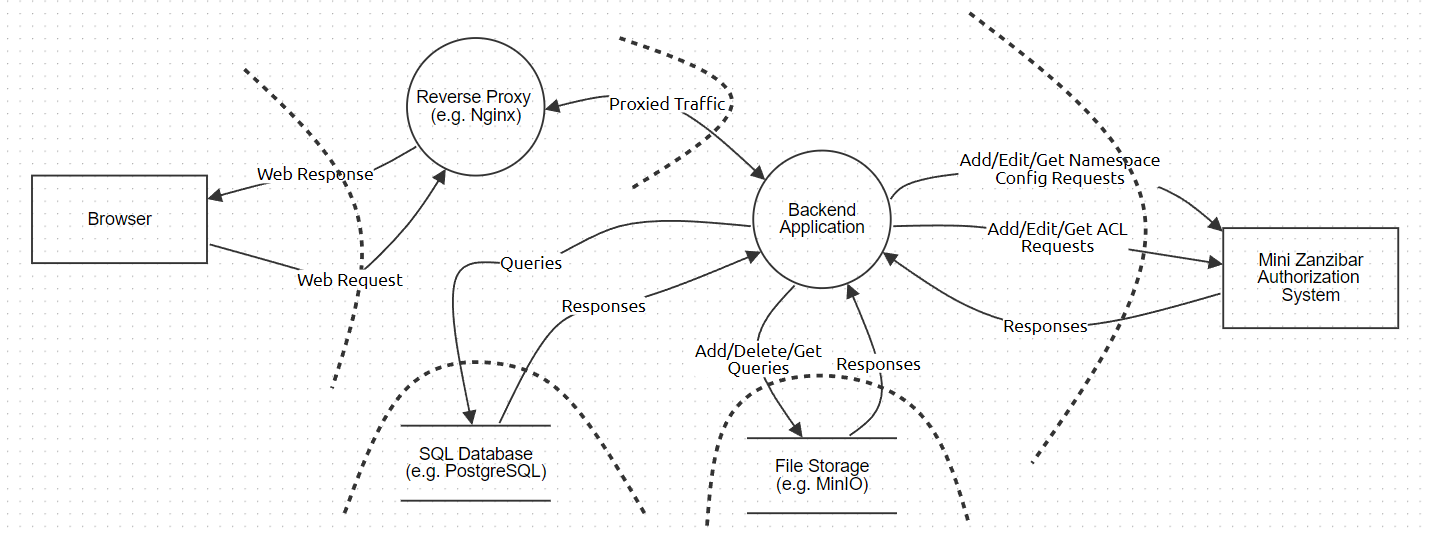 Reverse Proxy
(e.g. Nginx)
Proxied Traffic
Web Response
Browser
Web Request
Backend
Application
Add/Edit/Get Namespace
Config Requests
Add/Edit/Get ACL
Requests
Mini Zanzibar
Authorization
System
Queries
Responses
Responses
Add/Delete/Get
Queries
Responses
SQL Database
(e.g. PostgreSQL)
File Storage
(e.g. MinIO)